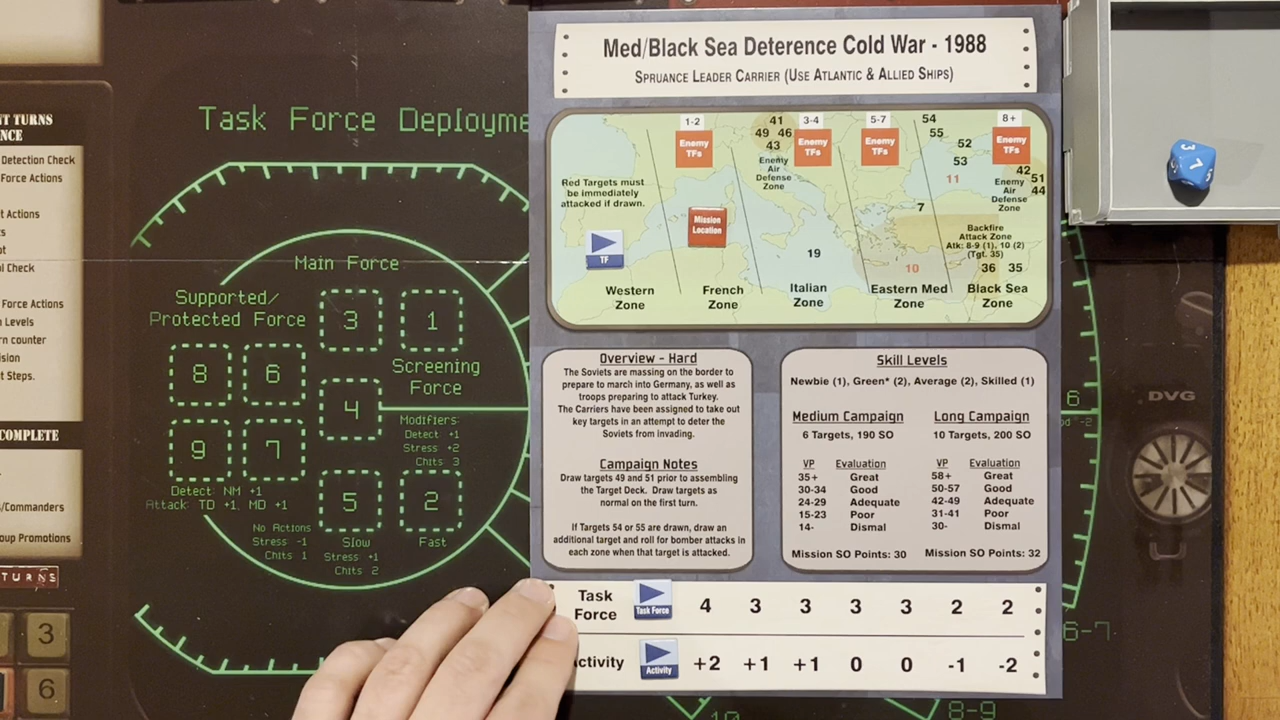 Med/Black Sea Deterence Cold War - 1988
Spruance Leader Carrier (Use Atlantic & Allied Ships)
1-2
3-4
5-7
8+
Enemy
TFs
Enemy
TFs
Enemy
TFs
Enemy
TFs
41
49 46
43
Enemy
Air
Defense
Zone
54
55
52
53
11
7
42
51
44
Enemy
Air
Defense
Zone
Red Targets must
be immediately
attacked if drawn.
TF
Mission
Location
19
10
Backfire
Attack Zone
Atk: 8-9 (1), 10 (2)
(Tgt. 35)
36 35
Western
Zone
French
Zone
Italian
Zone
Eastern Med
Zone
Black Sea
Zone
Overview - Hard
The Soviets are massing on the border to
prepare to march into Germany, as well as
troops preparing to attack Turkey.
The Carriers have been assigned to take out
key targets in an attempt to deter the
Soviets from invading.
Campaign Notes
Draw targets 49 and 51 prior to assembling
the Target Deck. Draw targets as
normal on the first turn.
If Targets 54 or 55 are drawn, draw an
additional target and roll for bomber attacks in
each zone when that target is attacked.
Skill Levels
Newbie (1), Green* (2), Average (2), Skilled (1)
Medium Campaign
6 Targets, 190 SO
VP Evaluation
35+ Great
30-34 Good
24-29 Adequate
15-23 Poor
14- Dismal
Mission SO Points: 30
Long Campaign
10 Targets, 200 SO
VP Evaluation
58+ Great
50-57 Good
42-49 Adequate
31-41 Poor
30- Dismal
Mission SO Points: 32
Task
Force
Task Force
4 3 3 3 3 2 2
ctivity
Activity
+2 +1 +1 0 0 -1 -2
Task Force Deployme
Main Force
Supported/
Protected Force
3
1
8
6
Screening
Force
4
9
7
Modifiers:
Detect: +1
Stress: +2
Chits: 3
5
2
Detect: NM +1
Attack: TD +1, MD +1
No Actions
Stress -1
Chits 1
Slow
Stress: +1
Chits 2
Fast
NT TURNS
NCE
Detection Check
Force Actions
t Actions
s
ot
ol Check
Force Actions
n Levels
rn counter
ision
t Steps.
COMPLETE
s/Commanders
oup Promotions
TURNS
3
6
DVG
6
-2
6-7
8-9
10
3
7